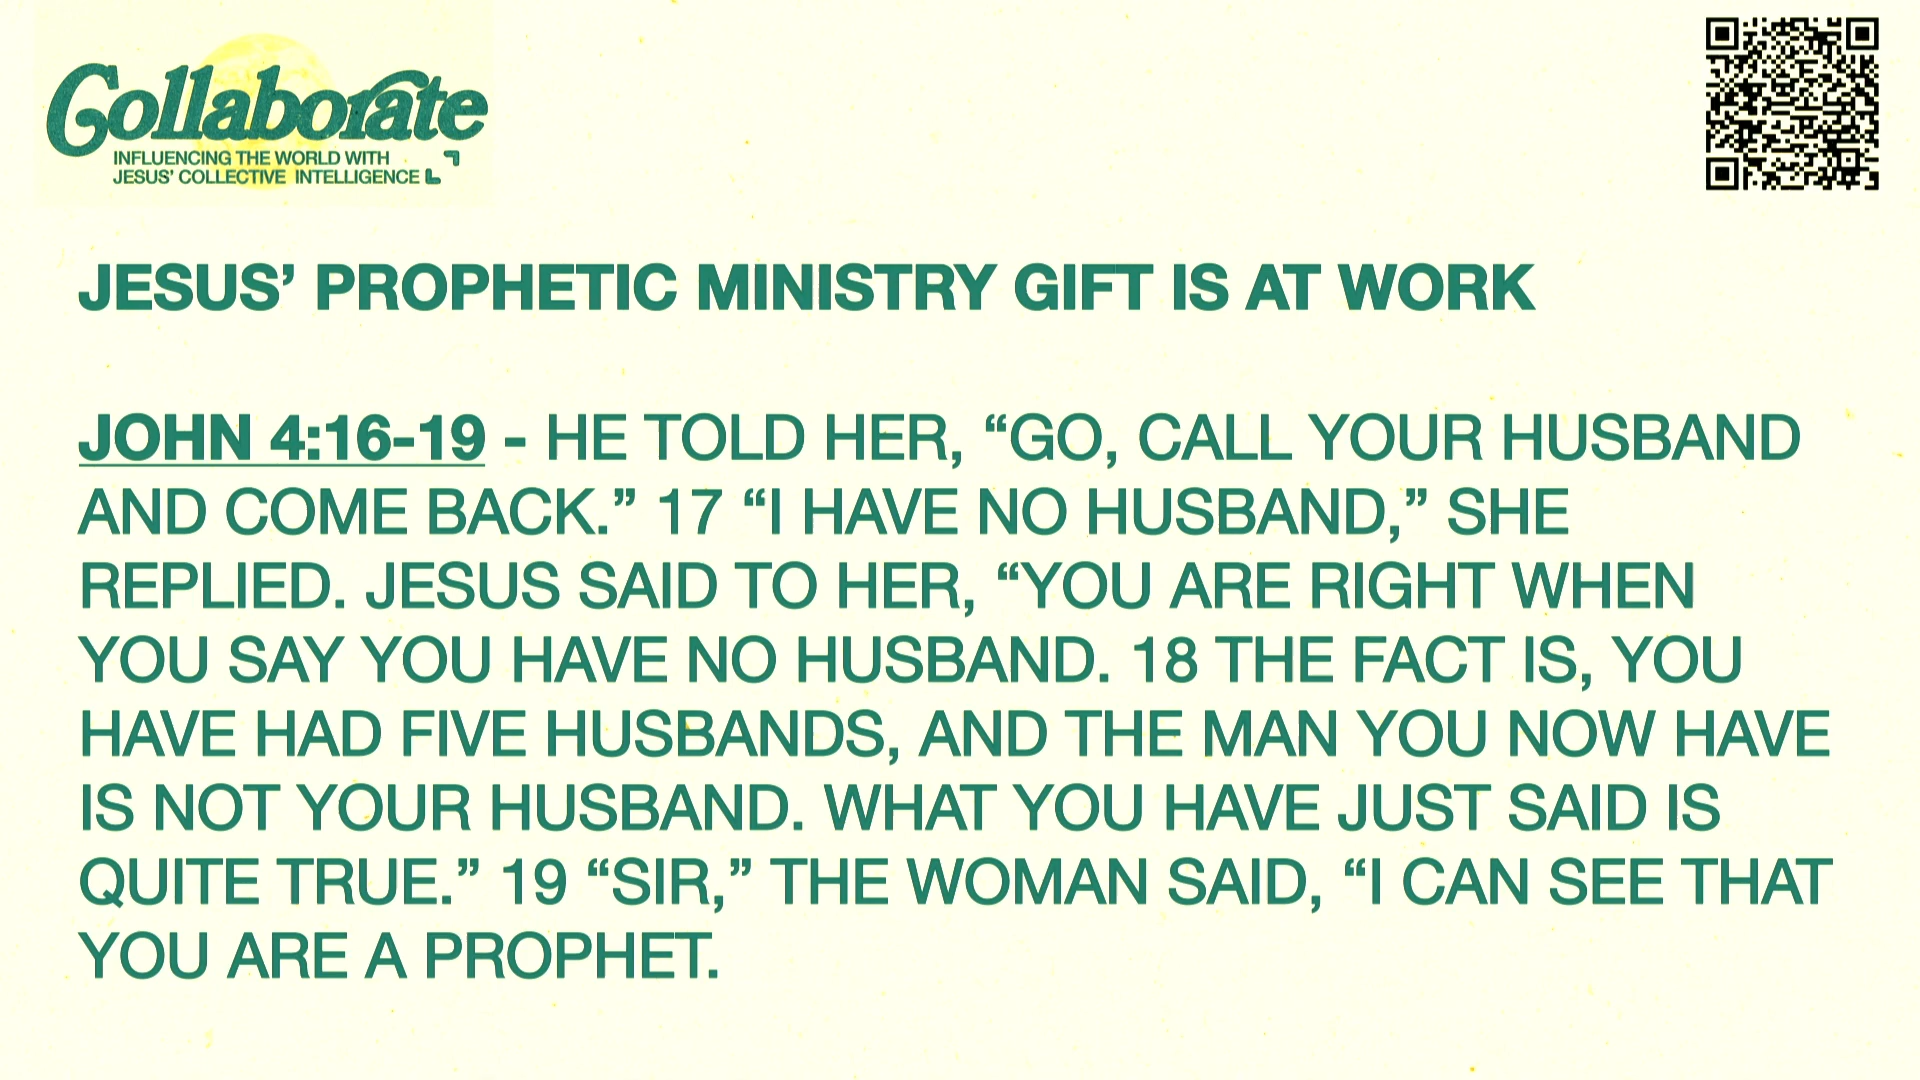 Collaborate
INFLUENCING THE WORLD WITH
JESUS’ COLLECTIVE INTELLIGENCE
JESUS’ PROPHETIC MINISTRY GIFT IS AT WORK
JOHN 4:16-19 - HE TOLD HER, “GO, CALL YOUR HUSBAND
AND COME BACK.” 17 “I HAVE NO HUSBAND,” SHE
REPLIED. JESUS SAID TO HER, “YOU ARE RIGHT WHEN
YOU SAY YOU HAVE NO HUSBAND. 18 THE FACT IS, YOU
HAVE HAD FIVE HUSBANDS, AND THE MAN YOU NOW HAVE
IS NOT YOUR HUSBAND. WHAT YOU HAVE JUST SAID IS
QUITE TRUE.” 19 “SIR,” THE WOMAN SAID, “I CAN SEE THAT
YOU ARE A PROPHET.